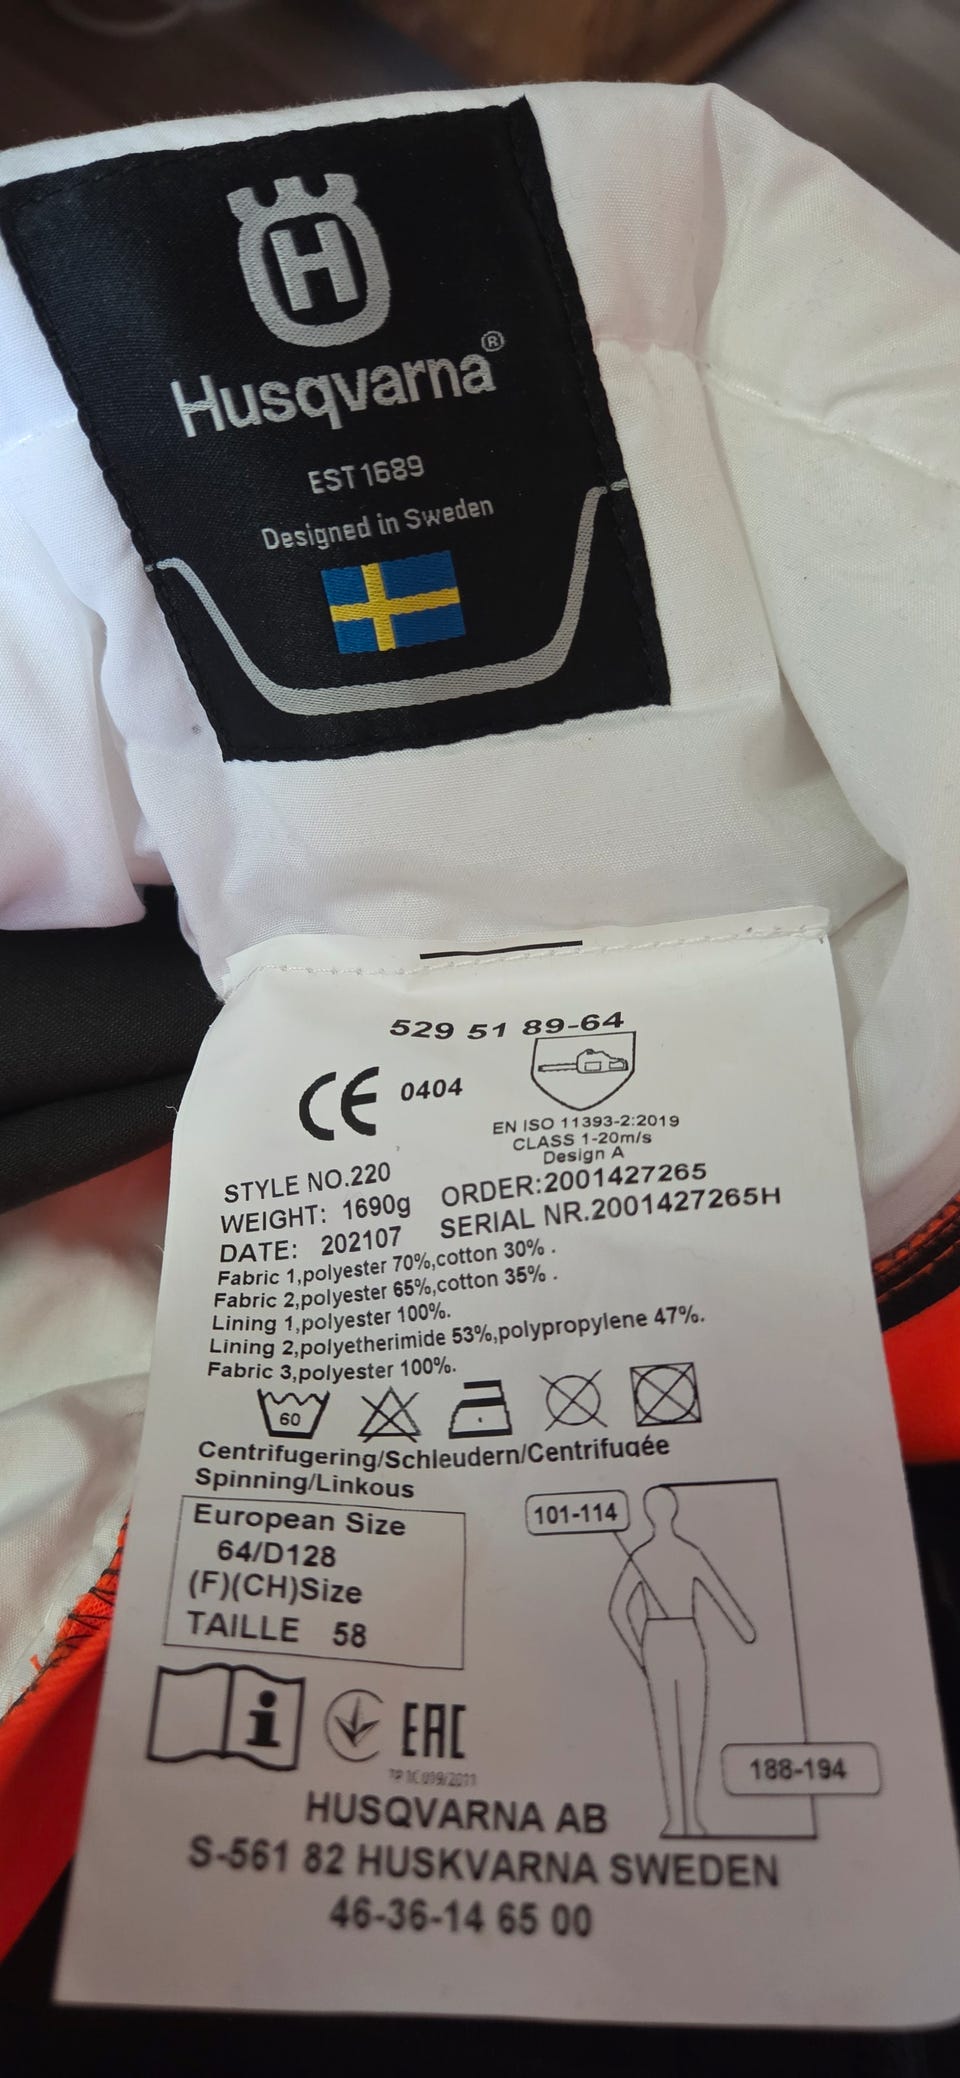 H
Husqvarna®
EST 1689
Designed in Sweden
529 51 89-64
CE 0404
EN ISO 11393-2:2019
CLASS 1-20m/s
Design A
STYLE NO.220
WEIGHT: 1690g ORDER:2001427265
DATE: 202107 SERIAL NR.2001427265H
Fabric 1,polyester 70%,cotton 30% .
Fabric 2,polyester 65%,cotton 35% .
Lining 1,polyester 100%.
Lining 2,polyetherimide 53%,polypropylene 47%.
Fabric 3,polyester 100%.
60
Centrifugering/Schleudern/Centrifugée
Spinning/Linkous
European Size
64/D128
(F)(CH)Size
TAILLE 58
101-114
188-194
i
EAC
TP TC 019/2011
HUSQVARNA AB
S-561 82 HUSKVARNA SWEDEN
46-36-14 65 00